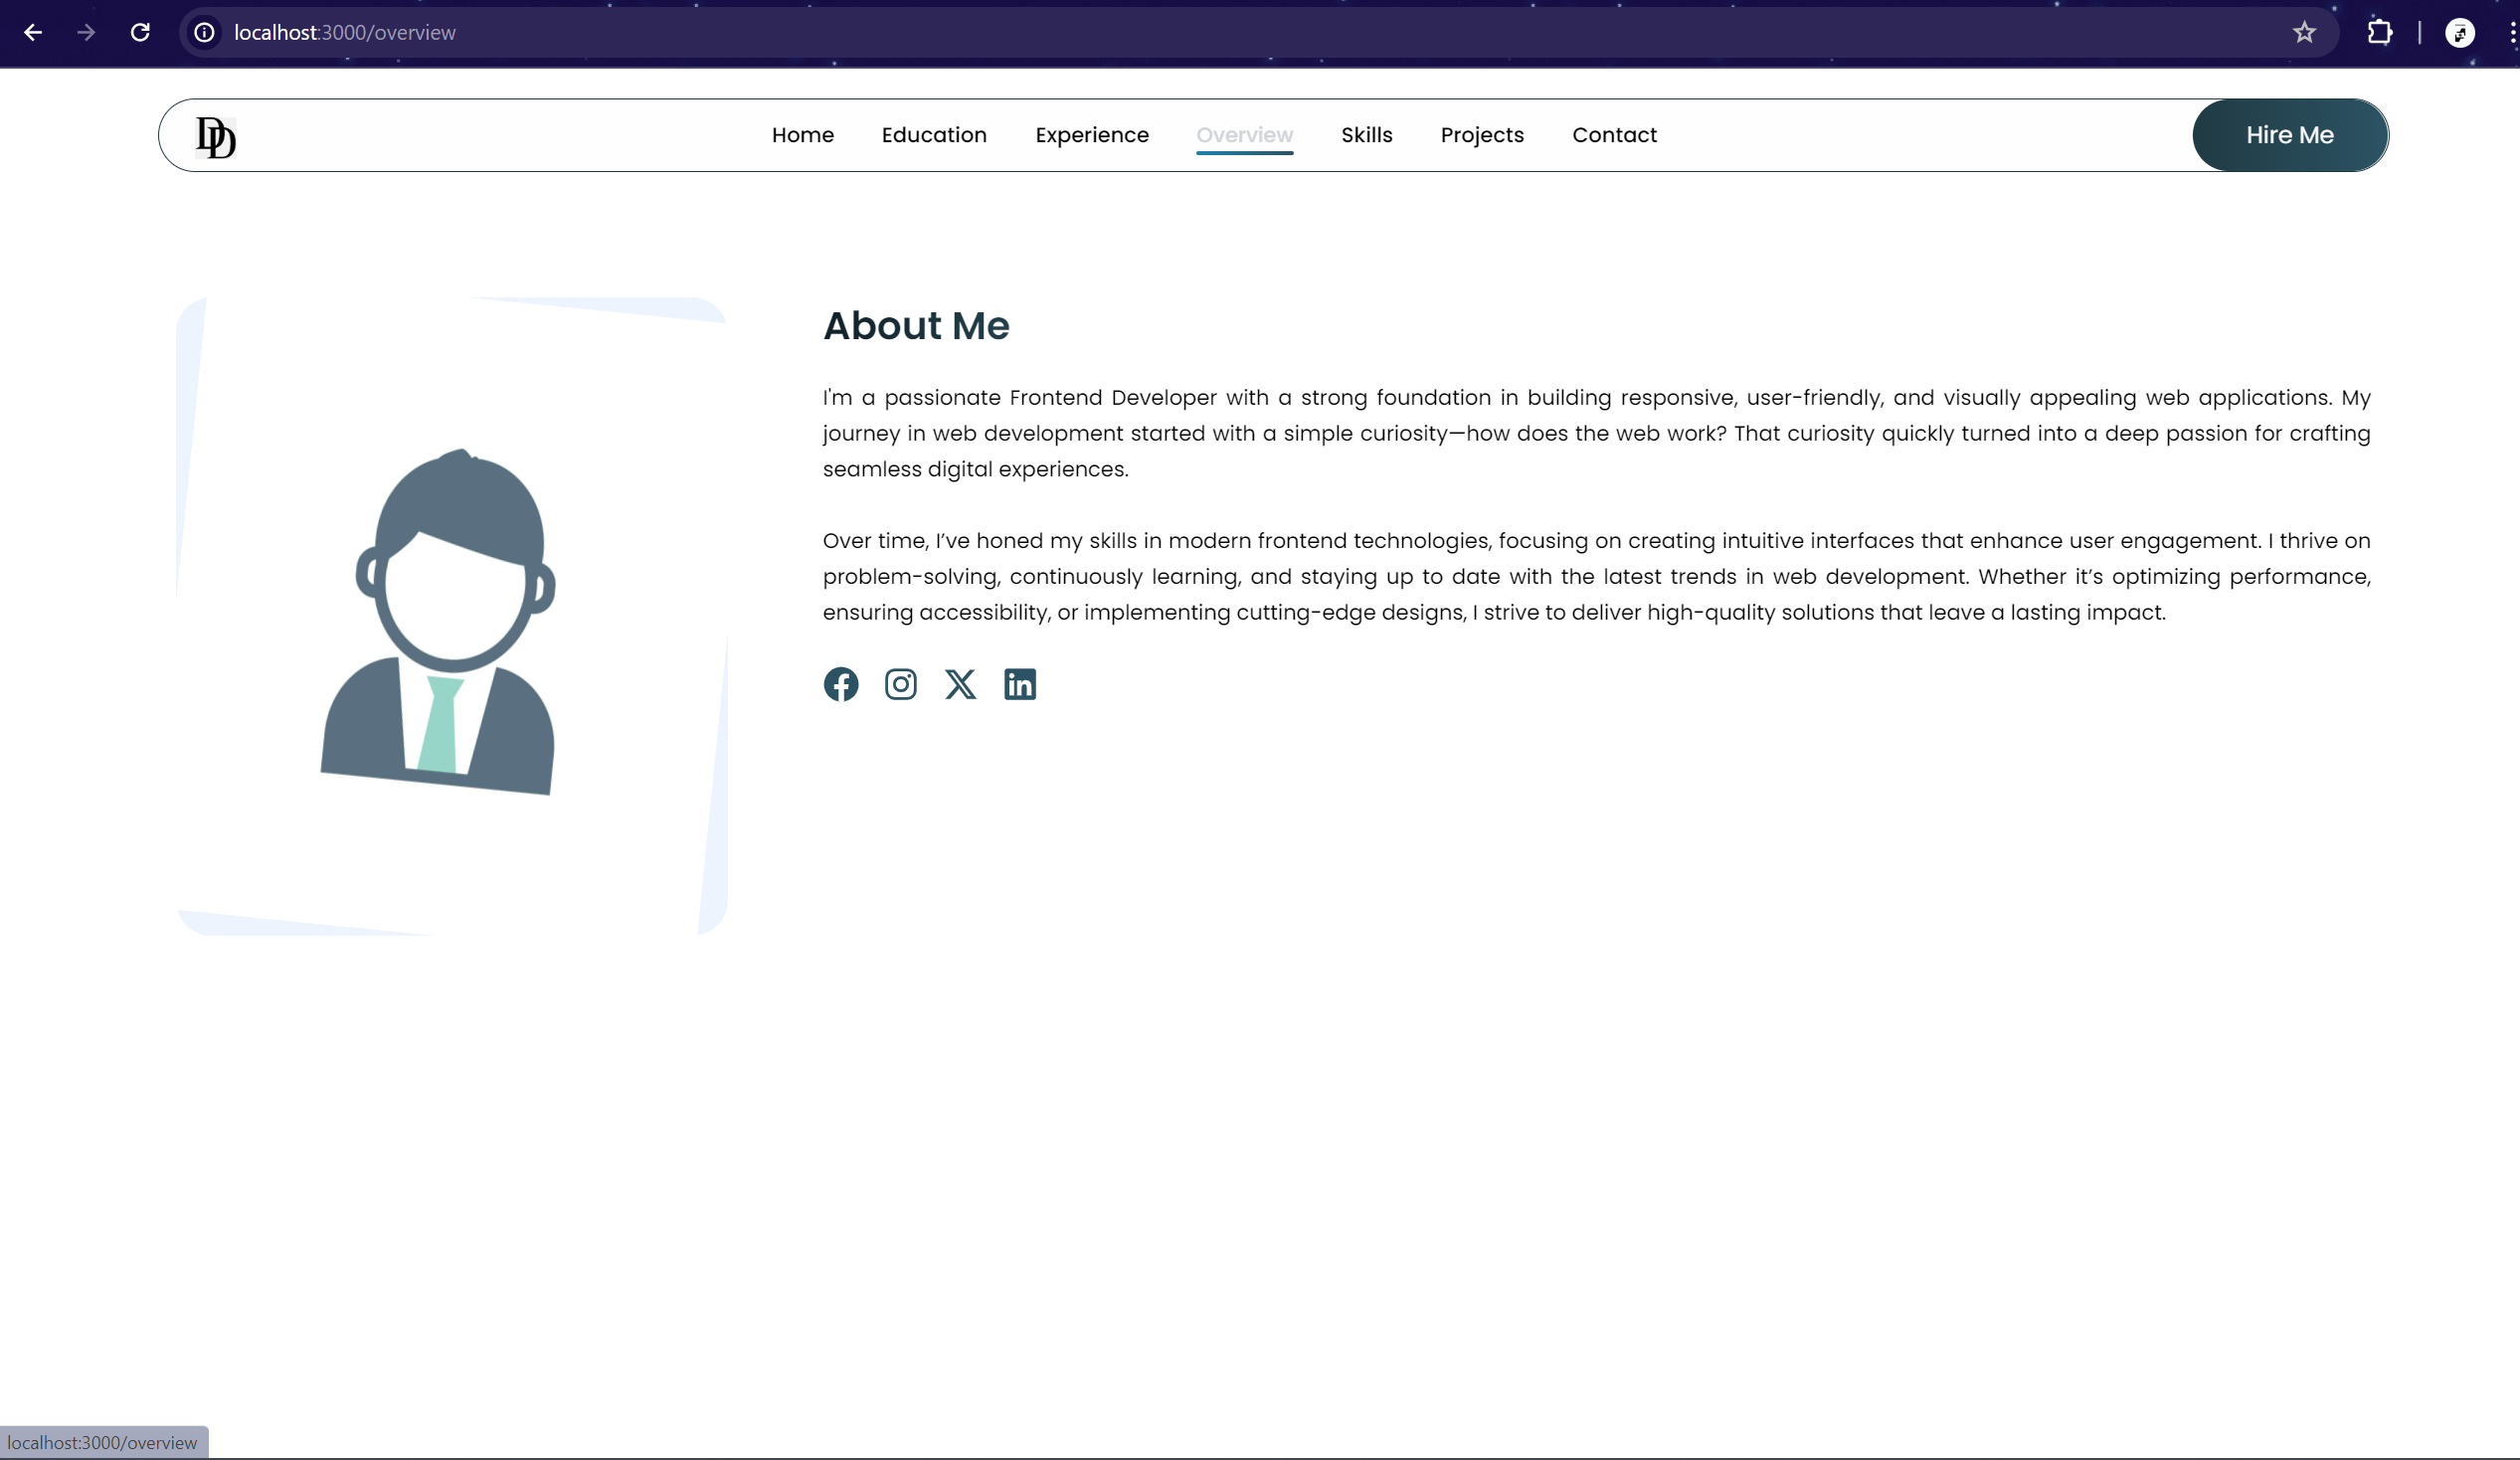 localhost:3000/overview
DD
Home Education Experience Overview Skills Projects Contact Hire Me
About Me
I'm a passionate Frontend Developer with a strong foundation in building responsive, user-friendly, and visually appealing web applications. My
journey in web development started with a simple curiosity—how does the web work? That curiosity quickly turned into a deep passion for crafting
seamless digital experiences.
Over time, I’ve honed my skills in modern frontend technologies, focusing on creating intuitive interfaces that enhance user engagement. I thrive on
problem-solving, continuously learning, and staying up to date with the latest trends in web development. Whether it’s optimizing performance,
ensuring accessibility, or implementing cutting-edge designs, I strive to deliver high-quality solutions that leave a lasting impact.
localhost:3000/overview